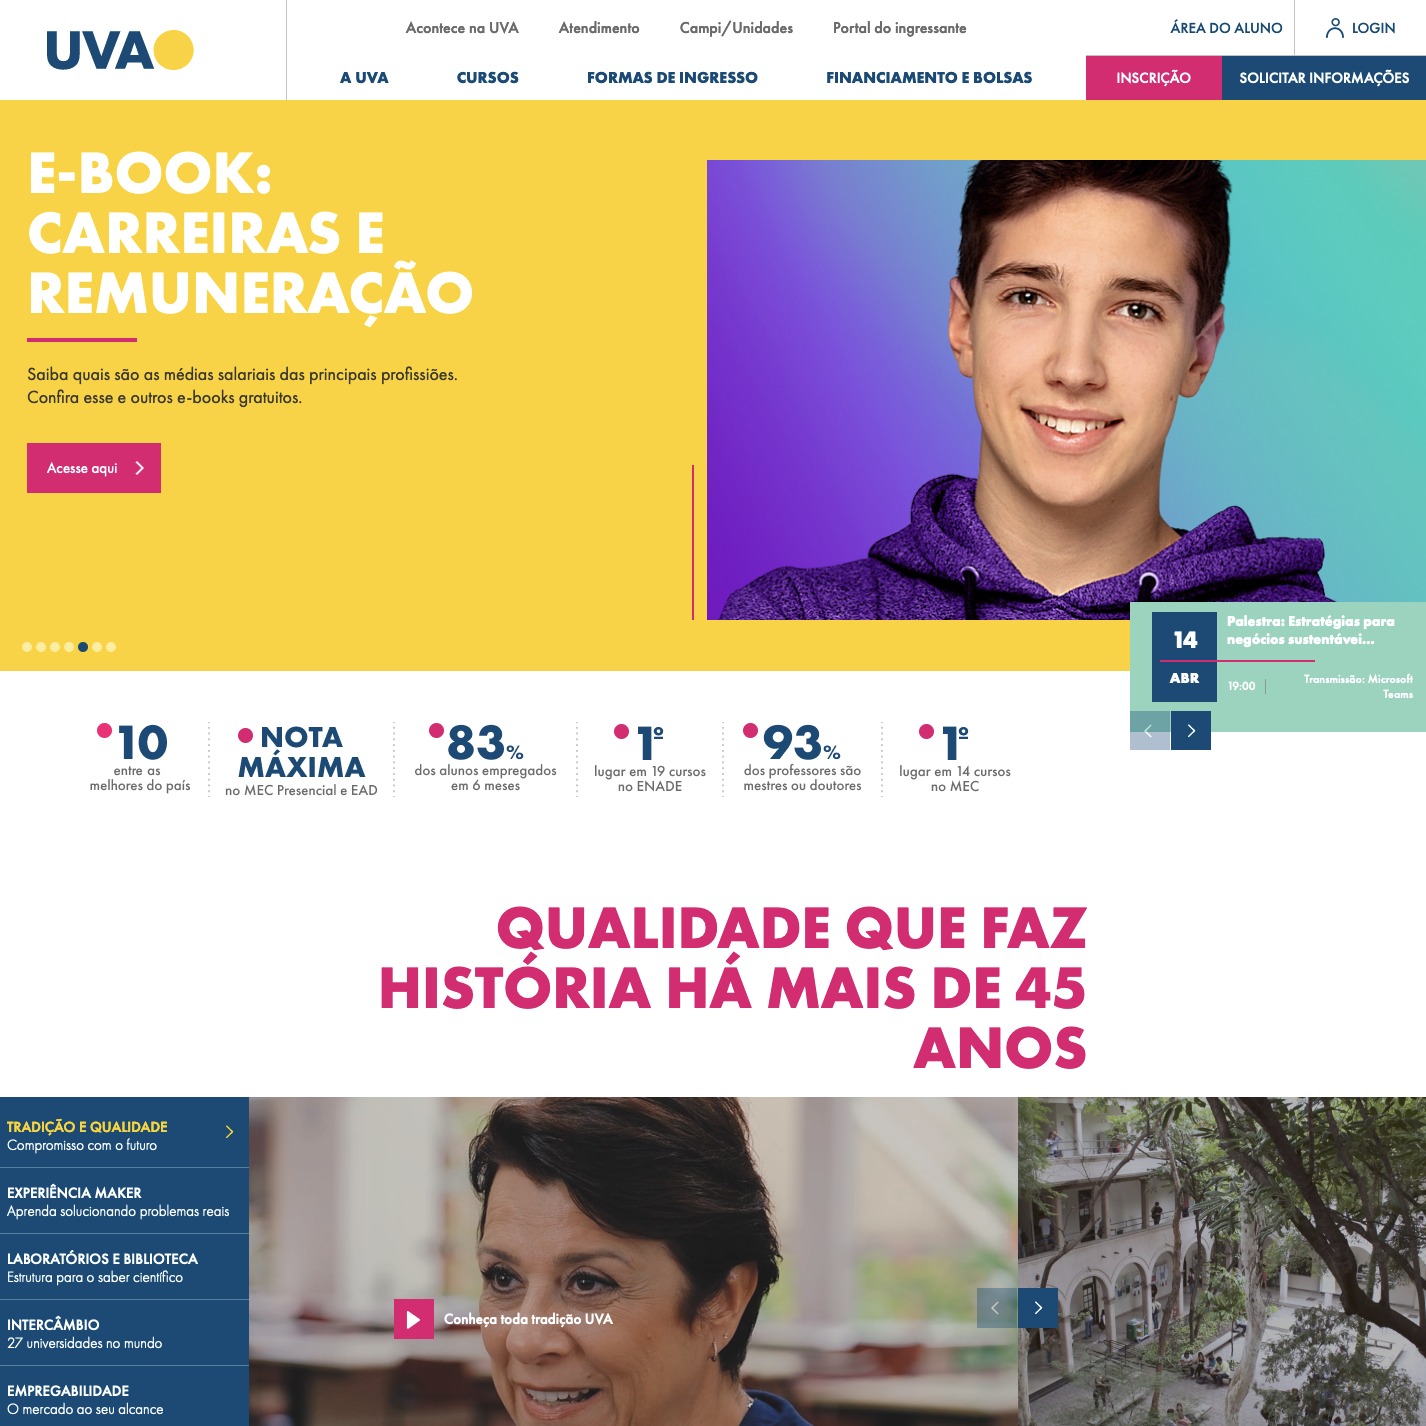 UVA
Acontece na UVA
Atendimento
Campi/Unidades
Portal do ingressante
ÁREA DO ALUNO
LOGIN
A UVA
CURSOS
FORMAS DE INGRESSO
FINANCIAMENTO E BOLSAS
INSCRIÇÃO
SOLICITAR INFORMAÇÕES
E-BOOK:
CARREIRAS E
REMUNERAÇÃO
Saiba quais são as médias salariais das principais profissiões.
Confira esse e outros e-books gratuitos.
Acesse aqui
14
ABR
Palestra: Estratégias para
negócios sustentávei...
19:00
Transmissão: Microsoft
Teams
10
entre as
melhores do país
NOTA
MÁXIMA
no MEC Presencial e EAD
83%
dos alunos empregados
em 6 meses
1º
lugar em 19 cursos
no ENADE
93%
dos professores são
mestres ou doutores
1º
lugar em 14 cursos
no MEC
QUALIDADE QUE FAZ
HISTÓRIA HÁ MAIS DE 45
ANOS
TRADIÇÃO E QUALIDADE
Compromisso com o futuro
EXPERIÊNCIA MAKER
Aprenda solucionando problemas reais
LABORATÓRIOS E BIBLIOTECA
Estrutura para o saber científico
INTERCÂMBIO
27 universidades no mundo
EMPREGABILIDADE
O mercado ao seu alcance
Conheça toda tradição UVA